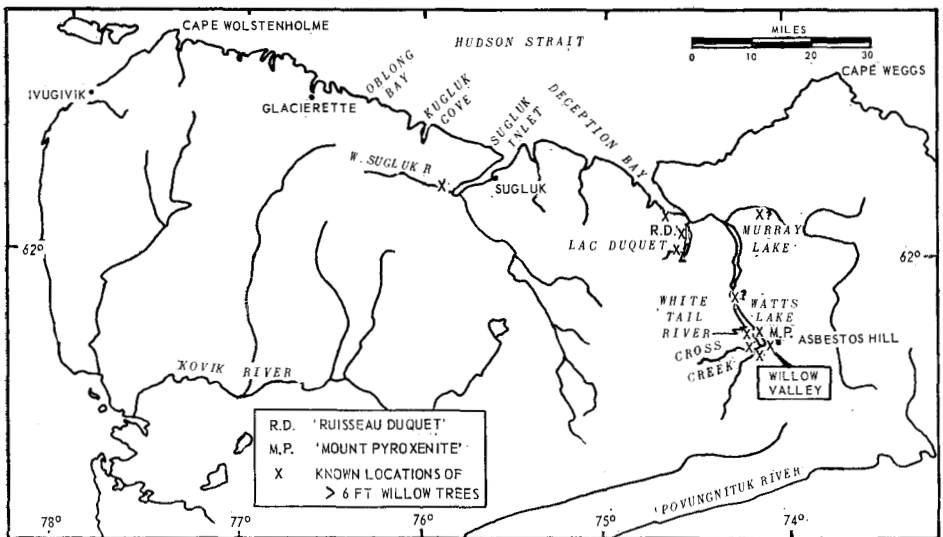 CAPE WOLSTENHOLME
HUDSON STRAIT
MILES
0 10 20 30
CAPE WEGGS
IVUGIVIK
GLACIERETTE
OBLONG BAY
KUGLUK COVE
SUGLUK INLET
DECEPTION BAY
W. SUGLUK R
X
SUGLUK
X
X?
R.D. X
MURRAY LAKE
LAC DUQUET X
62°
62°
X?
WHITE TAIL RIVER
WATTS LAKE
X X
M.P.
X X
ASBESTOS HILL
X
CROSS CREEK
WILLOW VALLEY
KOVIK RIVER
R.D. 'RUISSEAU DUQUET'
M.P. 'MOUNT PYROXENITE'
X KNOWN LOCATIONS OF
> 6 FT WILLOW TREES
POVUNGNITUK RIVER
78° 77° 76° 75° 74°